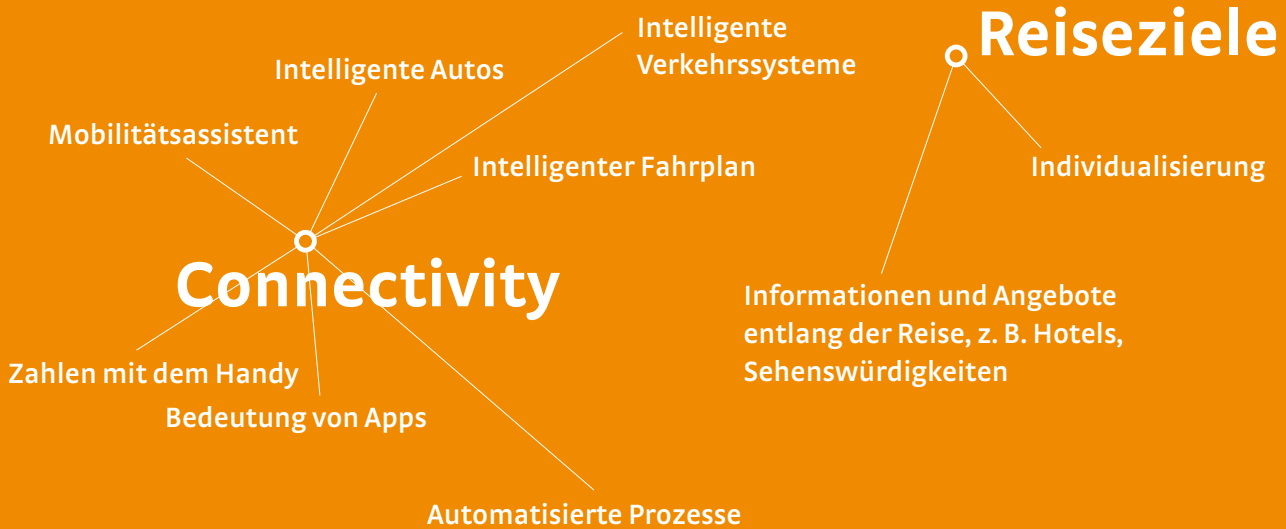 Reiseziele
Intelligente
Verkehrssysteme
Intelligente Autos
Mobilitätsassistent
Intelligenter Fahrplan
Individualisierung
Connectivity
Informationen und Angebote
entlang der Reise, z. B. Hotels,
Sehenswürdigkeiten
Zahlen mit dem Handy
Bedeutung von Apps
Automatisierte Prozesse